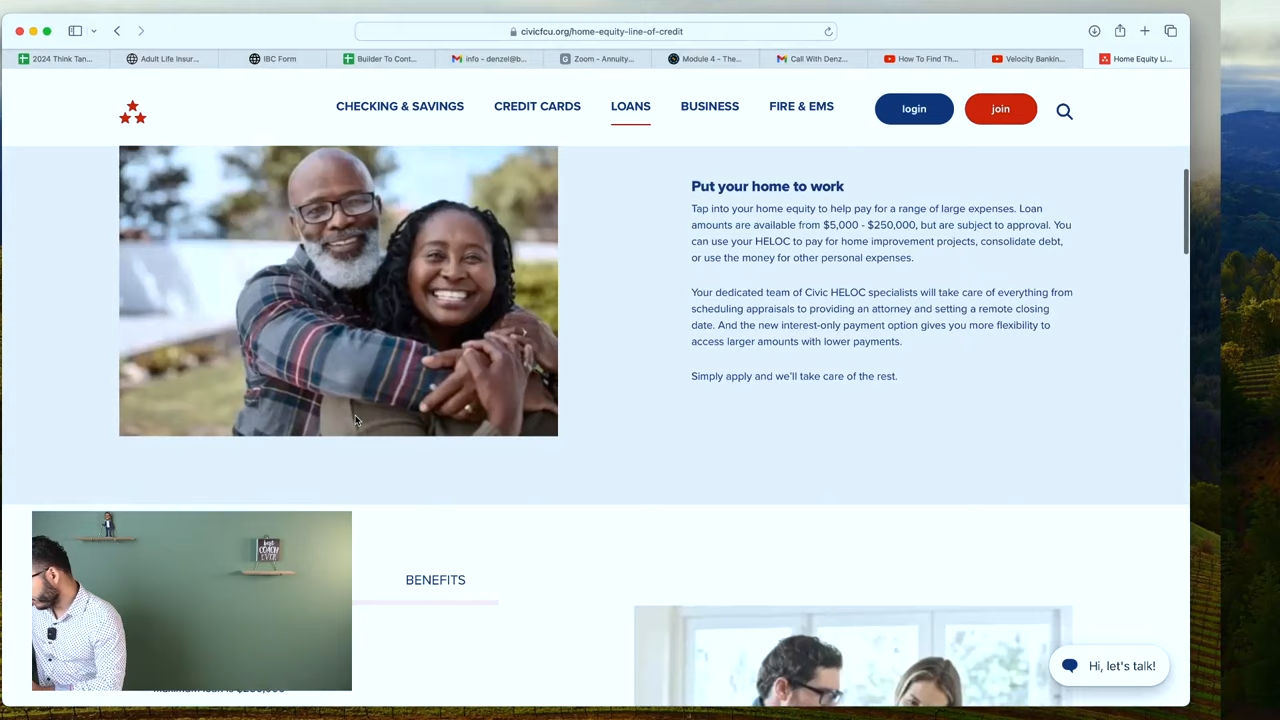 civicfcu.org/home-equity-line-of-credit
2024 Think Tan...
Adult Life Insur...
IBC Form
Builder To Cont...
info - denzel@b...
Zoom - Annuity...
Module 4 - The...
Call With Denz...
How To Find Th...
Velocity Bankin...
Home Equity Li...
CHECKING & SAVINGS
CREDIT CARDS
LOANS
BUSINESS
FIRE & EMS
login
join
Put your home to work
Tap into your home equity to help pay for a range of large expenses. Loan
amounts are available from $5,000 - $250,000, but are subject to approval. You
can use your HELOC to pay for home improvement projects, consolidate debt,
or use the money for other personal expenses.
Your dedicated team of Civic HELOC specialists will take care of everything from
scheduling appraisals to providing an attorney and setting a remote closing
date. And the new interest-only payment option gives you more flexibility to
access larger amounts with lower payments.
Simply apply and we'll take care of the rest.
best
COACH
EVER
BENEFITS
Hi, let's talk!